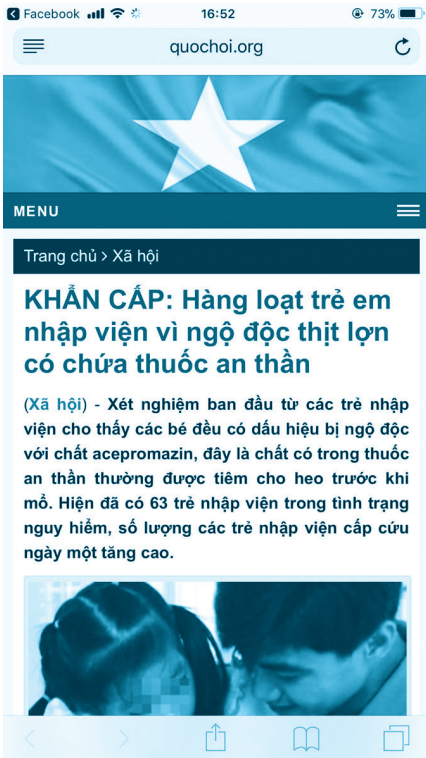 Facebook 16:52 73%
quochoi.org
MENU
Trang chủ > Xã hội
KHẨN CẤP: Hàng loạt trẻ em
nhập viện vì ngộ độc thịt lợn
có chứa thuốc an thần
(Xã hội) - Xét nghiệm ban đầu từ các trẻ nhập
viện cho thấy các bé đều có dấu hiệu bị ngộ độc
với chất acepromazin, đây là chất có trong thuốc
an thần thường được tiêm cho heo trước khi
mổ. Hiện đã có 63 trẻ nhập viện trong tình trạng
nguy hiểm, số lượng các trẻ nhập viện cấp cứu
ngày một tăng cao.